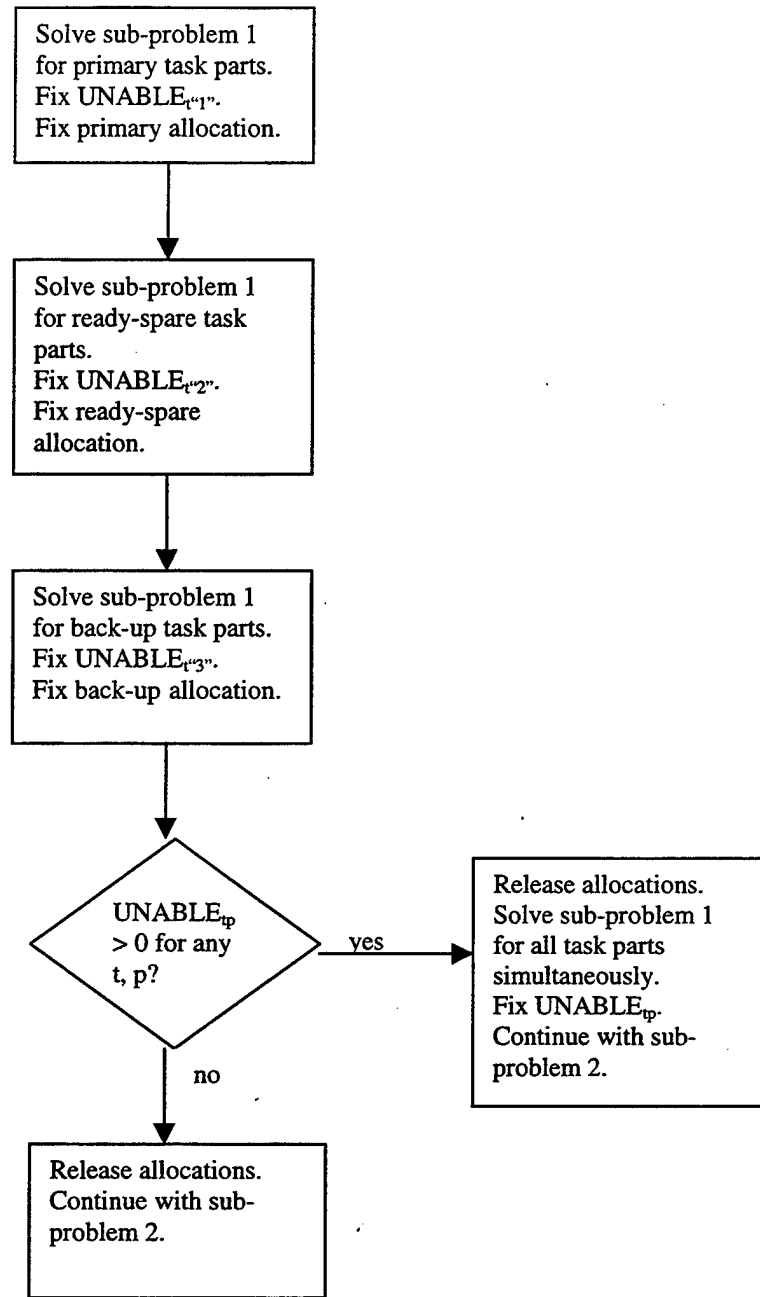 Solve sub-problem 1
for primary task parts.
Fix UNABLEt“1”.
Fix primary allocation.
Solve sub-problem 1
for ready-spare task
parts.
Fix UNABLEt“2”.
Fix ready-spare
allocation.
Solve sub-problem 1
for back-up task parts.
Fix UNABLEt“3”.
Fix back-up allocation.
UNABLEtp
> 0 for any
t, p?
yes
Release allocations.
Solve sub-problem 1
for all task parts
simultaneously.
Fix UNABLEtp.
Continue with sub-
problem 2.
no
Release allocations.
Continue with sub-
problem 2.